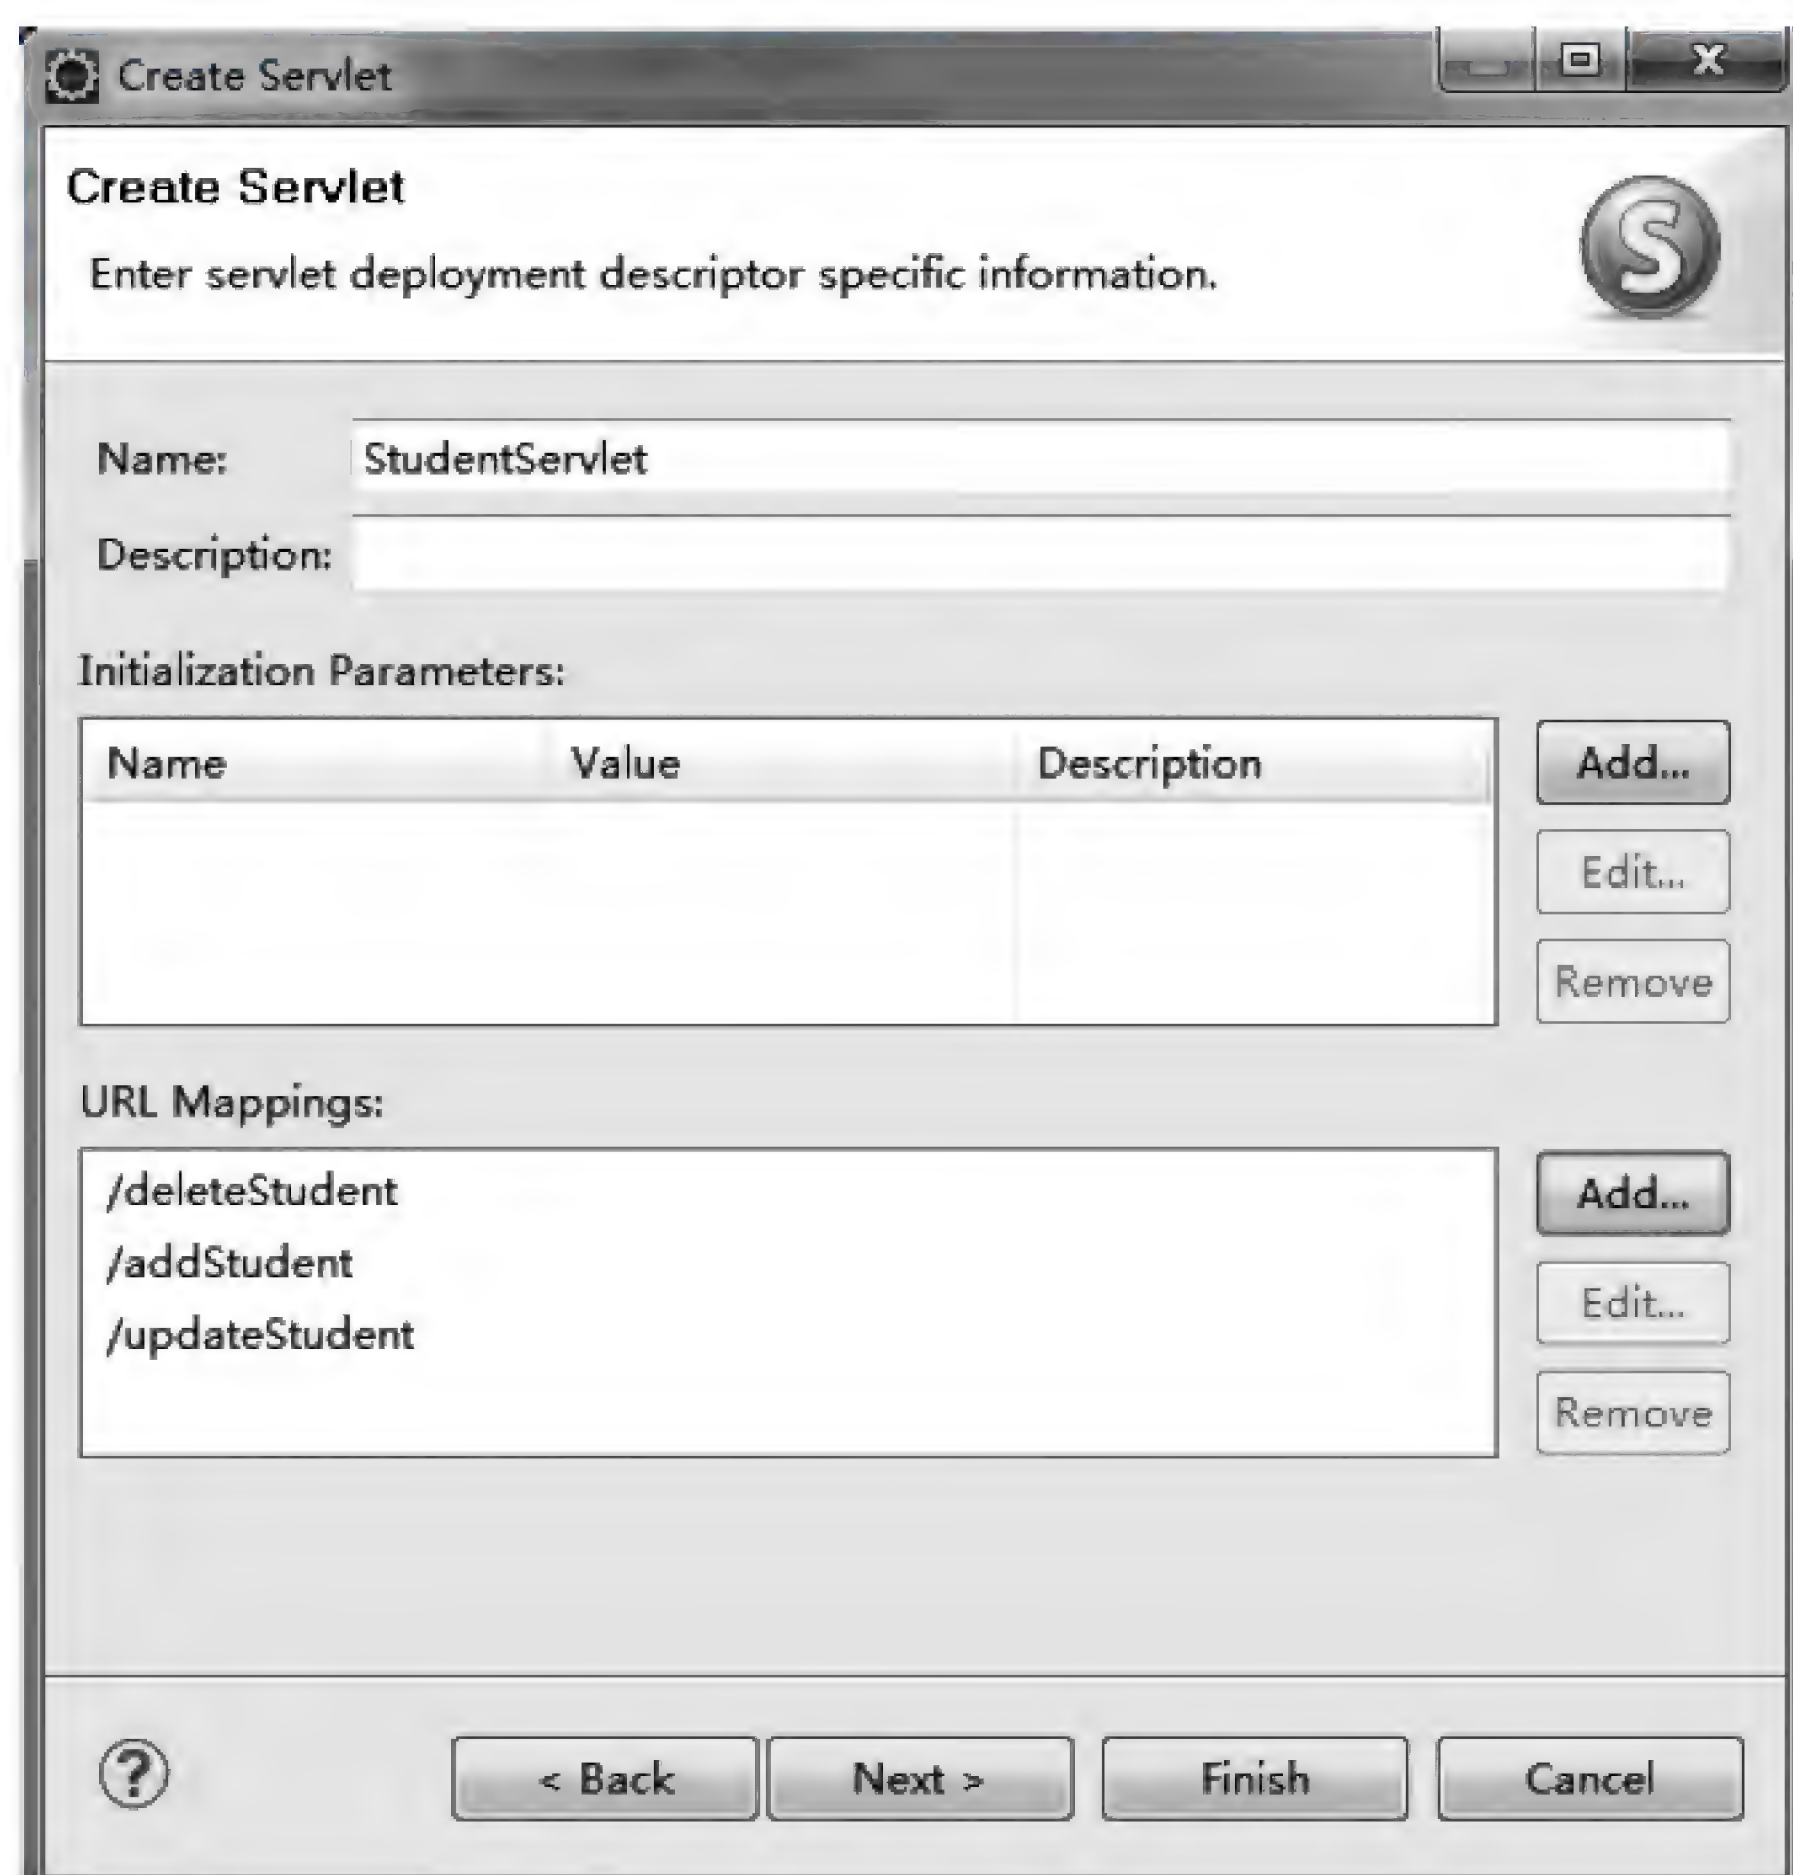 Create Servlet
Create Servlet
Enter servlet deployment descriptor specific information.
S
Name: StudentServlet
Description:
Initialization Parameters:
Name Value Description
Add...
Edit...
Remove
URL Mappings:
/deleteStudent
/addStudent
/updateStudent
Add...
Edit...
Remove
? < Back Next > Finish Cancel